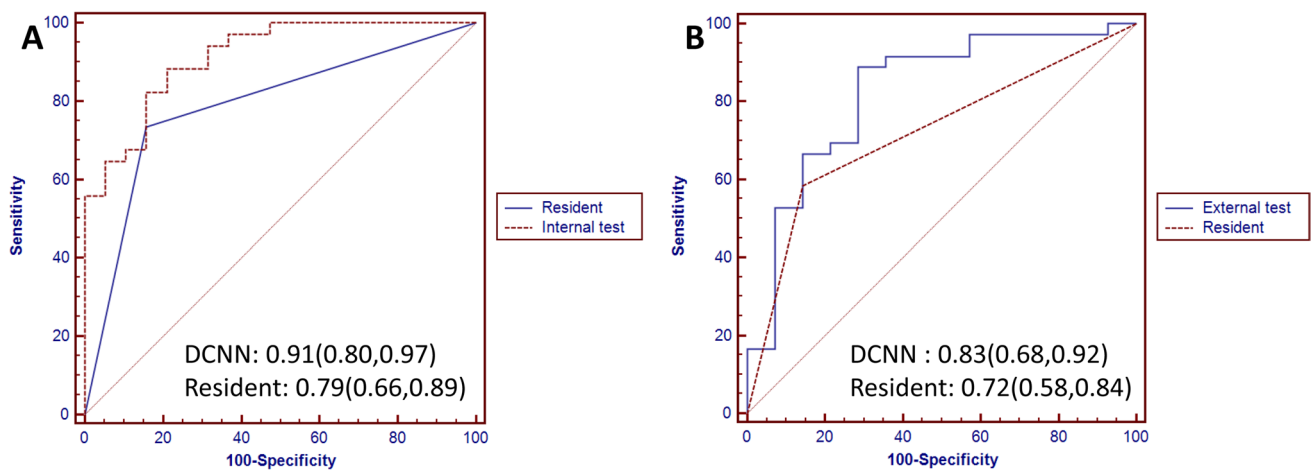 A
100
80
60
40
20
0
Sensitivity
0
20
40
60
80
100
100-Specificity
DCNN: 0.91(0.80,0.97)
Resident: 0.79(0.66,0.89)
Resident
Internal test
B
100
80
60
40
20
0
Sensitivity
0
20
40
60
80
100
100-Specificity
DCNN : 0.83(0.68,0.92)
Resident: 0.72(0.58,0.84)
External test
Resident